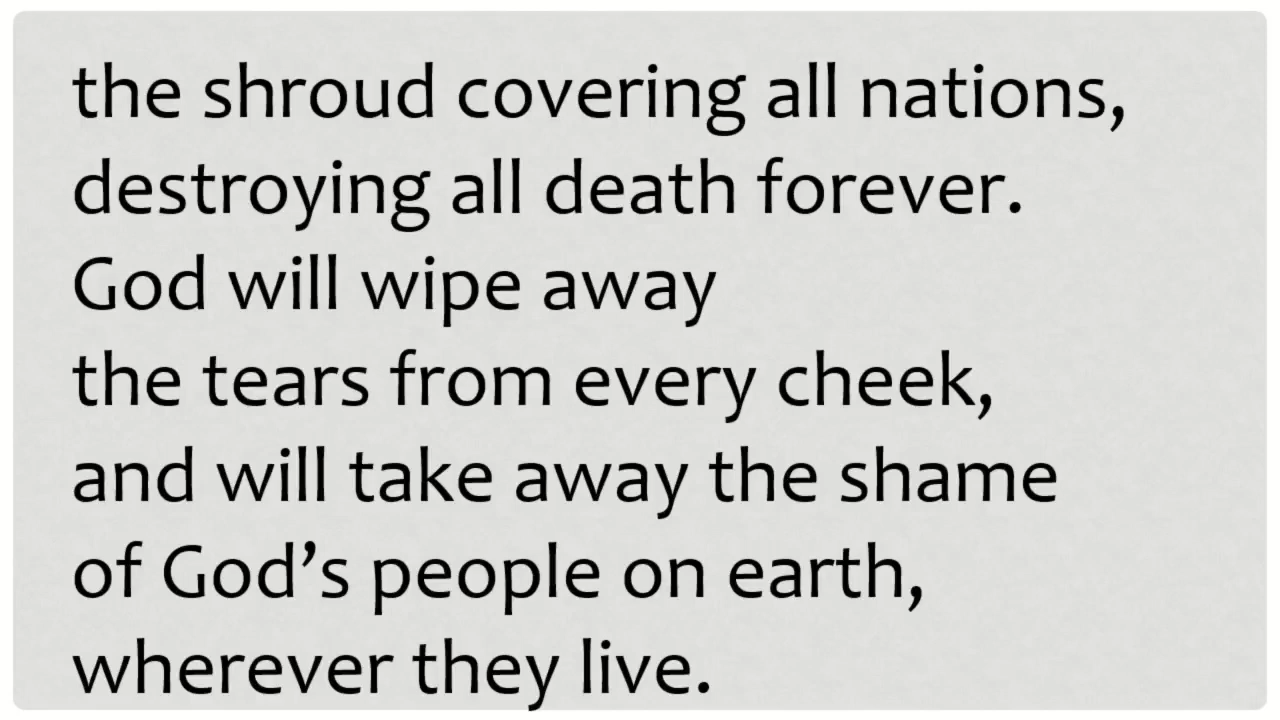 the shroud covering all nations,
destroying all death forever.
God will wipe away
the tears from every cheek,
and will take away the shame
of God’s people on earth,
wherever they live.